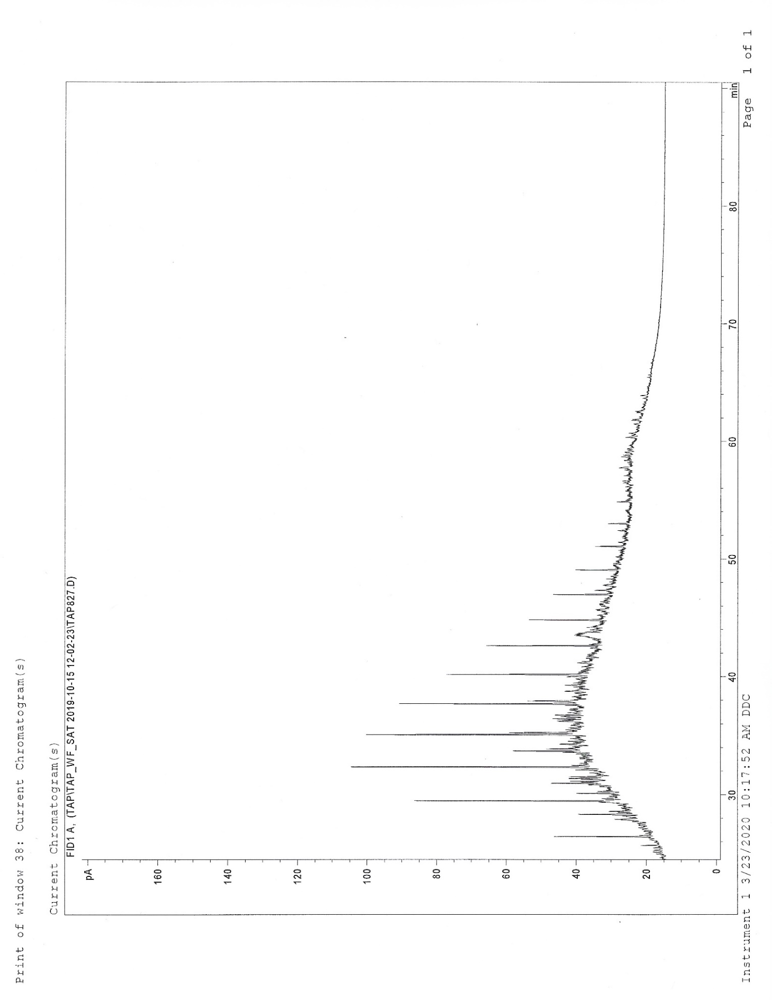 Print of window 38: Current Chromatogram(s)
Current Chromatogram(s)
FID1 A, (TAP\TAP_WF_SAT 2019-10-15 12-02-23\TAP827.D)
pA
160
140
120
100
80
60
40
20
0
30
40
50
60
70
80
min
Instrument 1 3/23/2020 10:17:52 AM DDC
Page 1 of 1